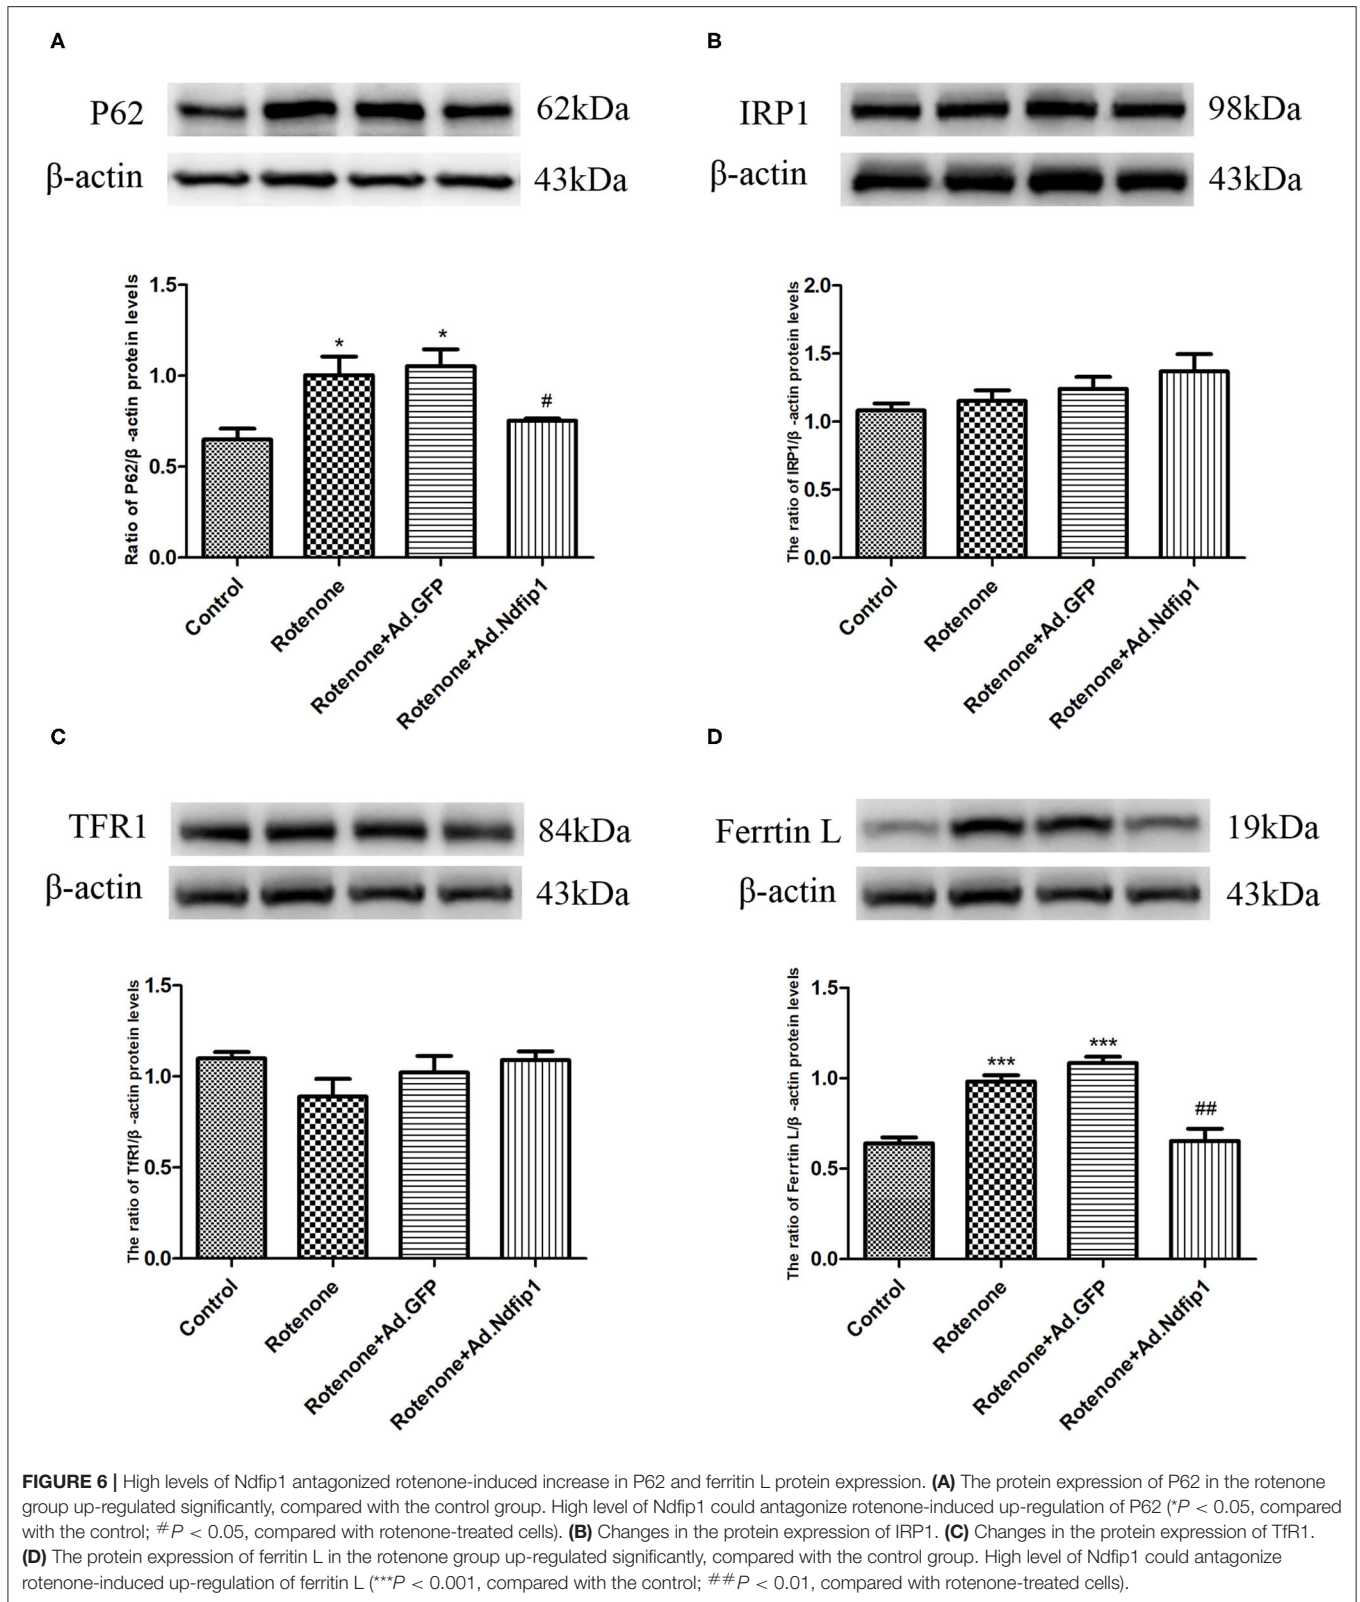 A
P62
62kDa
β-actin
43kDa
Ratio of P62/β -actin protein levels
1.5
1.0
0.5
0.0
*
*
#
Control
Rotenone
Rotenone+Ad.GFP
Rotenone+Ad.Ndfip1
B
IRP1
98kDa
β-actin
43kDa
The ratio of IRP1/β -actin protein levels
2.0
1.5
1.0
0.5
0.0
Control
Rotenone
Rotenone+Ad.GFP
Rotenone+Ad.Ndfip1
C
TFR1
84kDa
β-actin
43kDa
The ratio of TfR1/β -actin protein levels
1.5
1.0
0.5
0.0
Control
Rotenone
Rotenone+Ad.GFP
Rotenone+Ad.Ndfip1
D
Ferrtin L
19kDa
β-actin
43kDa
The ratio of Ferrtin L/β -actin protein levels
1.5
1.0
0.5
0.0
***
***
##
Control
Rotenone
Rotenone+Ad.GFP
Rotenone+Ad.Ndfip1
FIGURE 6 | High levels of Ndfip1 antagonized rotenone-induced increase in P62 and ferritin L protein expression. (A) The protein expression of P62 in the rotenone
group up-regulated significantly, compared with the control group. High level of Ndfip1 could antagonize rotenone-induced up-regulation of P62 (*P < 0.05, compared
with the control; #P < 0.05, compared with rotenone-treated cells). (B) Changes in the protein expression of IRP1. (C) Changes in the protein expression of TfR1.
(D) The protein expression of ferritin L in the rotenone group up-regulated significantly, compared with the control group. High level of Ndfip1 could antagonize
rotenone-induced up-regulation of ferritin L (***P < 0.001, compared with the control; ##P < 0.01, compared with rotenone-treated cells).